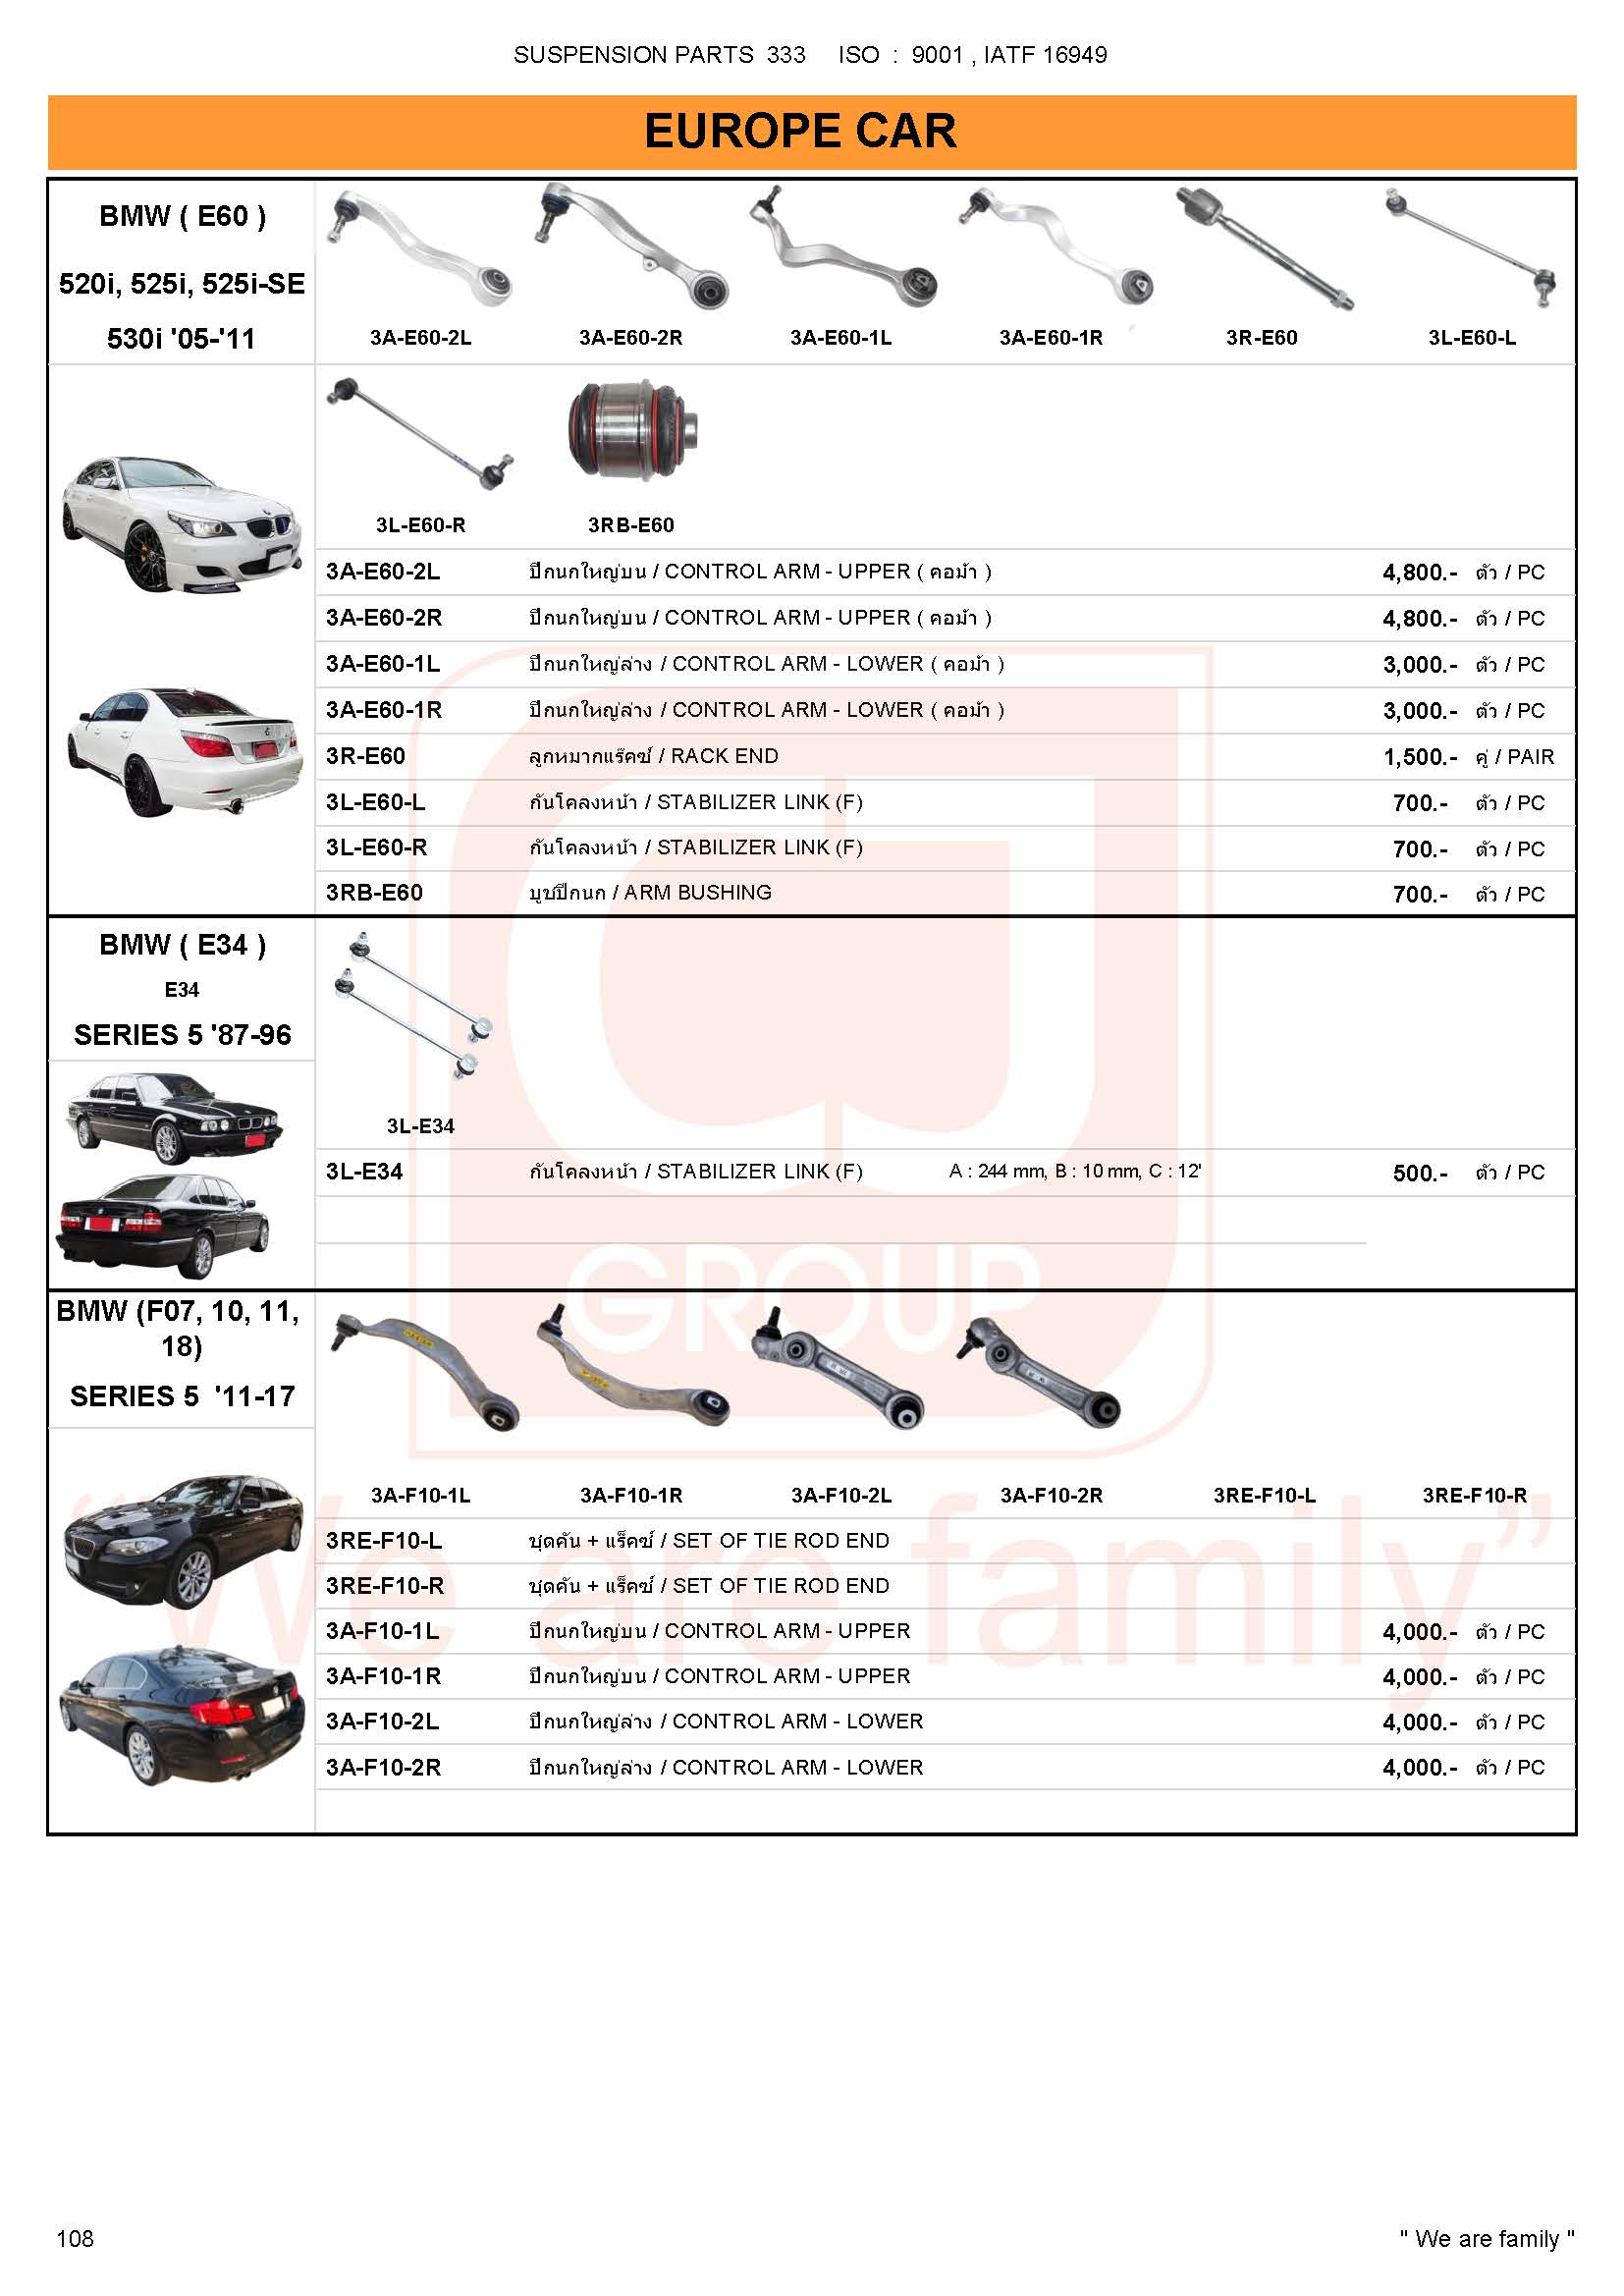 SUSPENSION PARTS 333 ISO : 9001 , IATF 16949
EUROPE CAR
BMW ( E60 )
520i, 525i, 525i-SE
530i '05-'11
3A-E60-2L 3A-E60-2R 3A-E60-1L 3A-E60-1R 3R-E60 3L-E60-L
3L-E60-R 3RB-E60
3A-E60-2L ปีกนกใหญ่บน / CONTROL ARM - UPPER ( คอม้า ) 4,800.- ตัว / PC
3A-E60-2R ปีกนกใหญ่บน / CONTROL ARM - UPPER ( คอม้า ) 4,800.- ตัว / PC
3A-E60-1L ปีกนกใหญ่ล่าง / CONTROL ARM - LOWER ( คอม้า ) 3,000.- ตัว / PC
3A-E60-1R ปีกนกใหญ่ล่าง / CONTROL ARM - LOWER ( คอม้า ) 3,000.- ตัว / PC
3R-E60 ลูกหมากแร๊คซ์ / RACK END 1,500.- คู่ / PAIR
3L-E60-L กันโคลงหน้า / STABILIZER LINK (F) 700.- ตัว / PC
3L-E60-R กันโคลงหน้า / STABILIZER LINK (F) 700.- ตัว / PC
3RB-E60 บูชปีกนก / ARM BUSHING 700.- ตัว / PC
BMW ( E34 )
E34
SERIES 5 '87-96
3L-E34
3L-E34 กันโคลงหน้า / STABILIZER LINK (F) A : 244 mm, B : 10 mm, C : 12' 500.- ตัว / PC
CJ
GROUP
BMW (F07, 10, 11,
18)
SERIES 5 '11-17
3A-F10-1L 3A-F10-1R 3A-F10-2L 3A-F10-2R 3RE-F10-L 3RE-F10-R
3RE-F10-L ชุดคัน + แร็คซ์ / SET OF TIE ROD END
3RE-F10-R ชุดคัน + แร็คซ์ / SET OF TIE ROD END
3A-F10-1L ปีกนกใหญ่บน / CONTROL ARM - UPPER 4,000.- ตัว / PC
3A-F10-1R ปีกนกใหญ่บน / CONTROL ARM - UPPER 4,000.- ตัว / PC
3A-F10-2L ปีกนกใหญ่ล่าง / CONTROL ARM - LOWER 4,000.- ตัว / PC
3A-F10-2R ปีกนกใหญ่ล่าง / CONTROL ARM - LOWER 4,000.- ตัว / PC
“We are family”
108 " We are family "